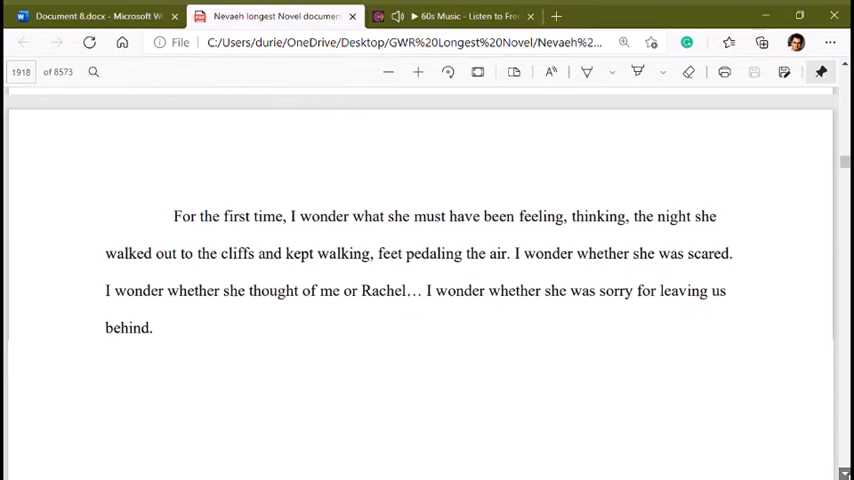 Document 8.docx - Microsoft W
Nevaeh longest Novel documen
60s Music - Listen to Fre
File
C:/Users/durie/OneDrive/Desktop/GWR%20Longest%20Novel/Nevaeh%2...
1918 of 8573
For the first time, I wonder what she must have been feeling, thinking, the night she
walked out to the cliffs and kept walking, feet pedaling the air. I wonder whether she was scared.
I wonder whether she thought of me or Rachel… I wonder whether she was sorry for leaving us
behind.